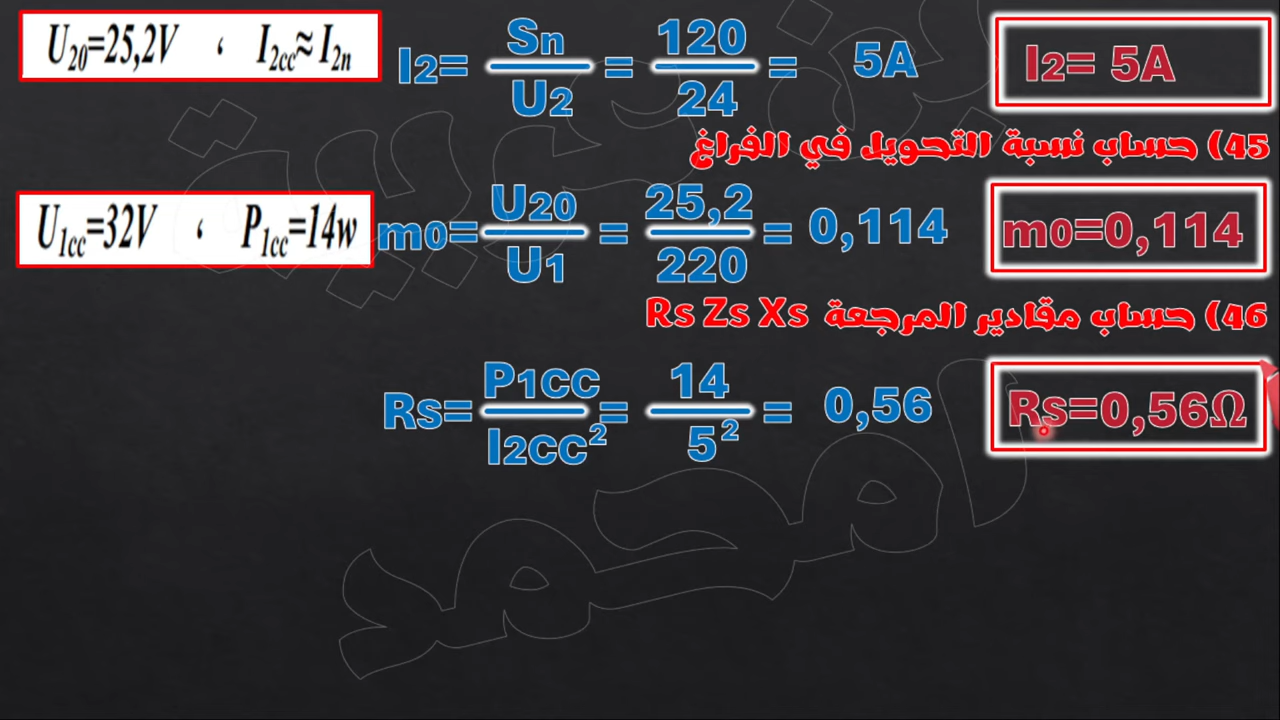 U20=25,2V ، I2cc≈I2n
I2= Sn/U2 = 120/24 = 5A
I2= 5A
45) حساب نسبة التحويل في الفراغ
U1cc=32V ، P1cc=14w
m0= U20/U1 = 25,2/220 = 0,114
m0=0,114
46) حساب مقادير المرجعة Rs Zs Xs
Rs= P1CC/I2CC² = 14/5² = 0,56
Rs=0,56Ω